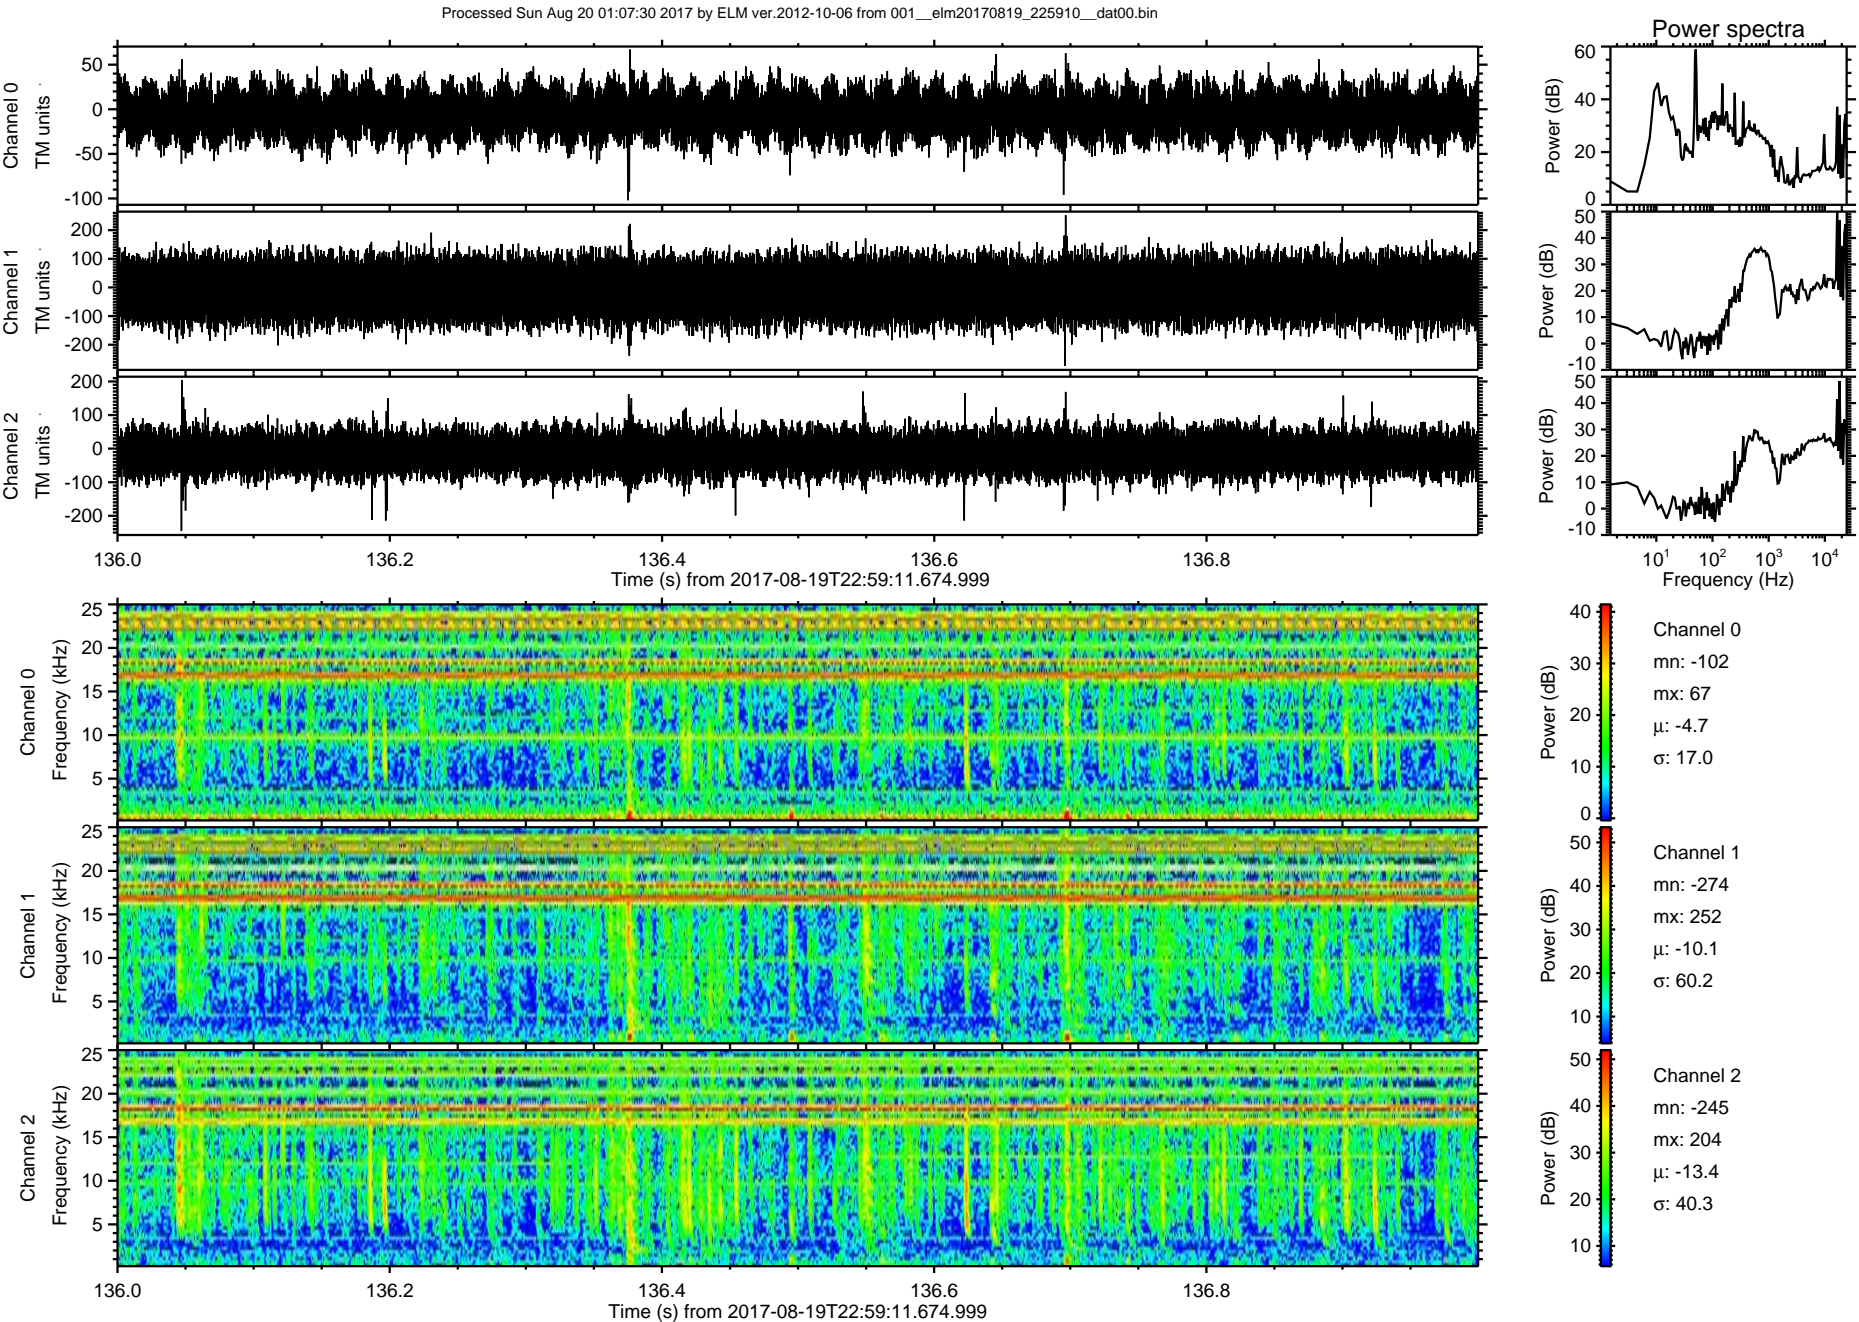 Processed Sun Aug 20 01:07:30 2017 by ELM ver.2012-10-06 from 001__elm20170819_225910__dat00.bin
Power spectra
Channel 0
TM units
50
0
-50
-100
Power (dB)
60
40
20
0
Channel 1
TM units
200
100
0
-100
-200
Power (dB)
50
40
30
20
10
0
-10
Channel 2
TM units
200
100
0
-100
-200
Power (dB)
50
40
30
20
10
0
-10
136.0 136.2 136.4 136.6 136.8
Time (s) from 2017-08-19T22:59:11.674.999
10^1 10^2 10^3 10^4
Frequency (Hz)
Channel 0
Frequency (kHz)
25
20
15
10
5
Power (dB)
40
30
20
10
0
Channel 0
mn: -102
mx: 67
µ: -4.7
σ: 17.0
Channel 1
Frequency (kHz)
25
20
15
10
5
Power (dB)
50
40
30
20
10
Channel 1
mn: -274
mx: 252
µ: -10.1
σ: 60.2
Channel 2
Frequency (kHz)
25
20
15
10
5
Power (dB)
50
40
30
20
10
Channel 2
mn: -245
mx: 204
µ: -13.4
σ: 40.3
136.0 136.2 136.4 136.6 136.8
Time (s) from 2017-08-19T22:59:11.674.999